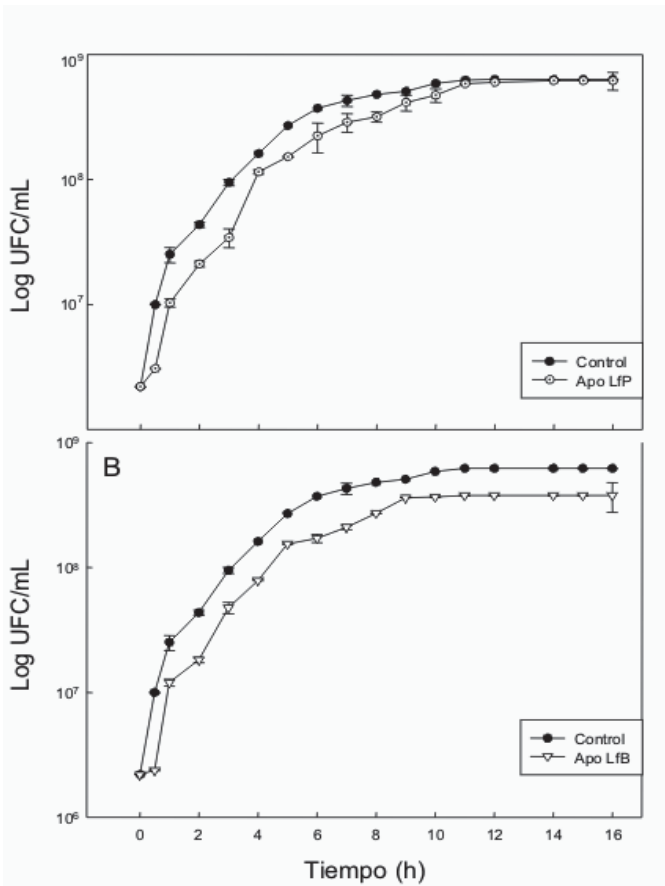 10⁹
10⁸
10⁷
Log UFC/mL
Control
Apo LfP
B
10⁹
10⁸
10⁷
10⁶
Log UFC/mL
Control
Apo LfB
0 2 4 6 8 10 12 14 16
Tiempo (h)